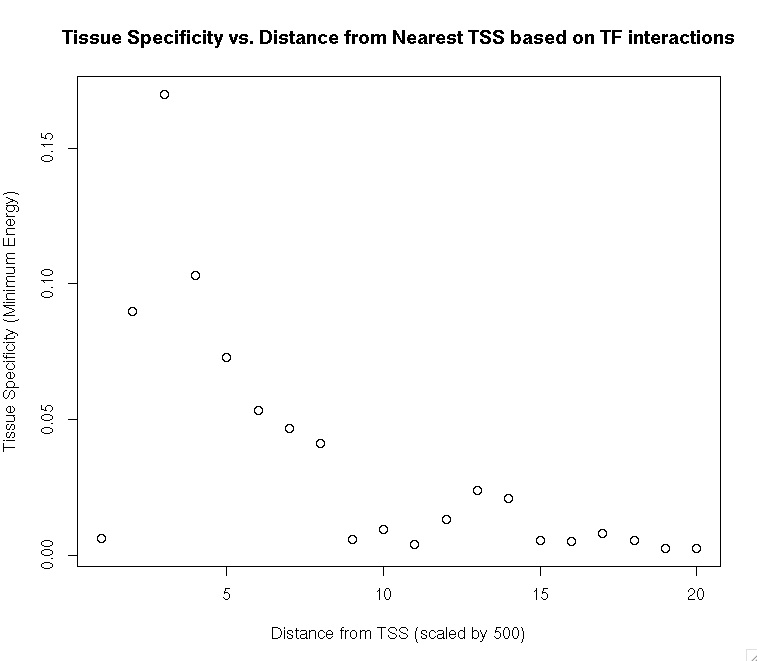 Tissue Specificity vs. Distance from Nearest TSS based on TF interactions
Tissue Specificity (Minimum Energy)
0.15
0.10
0.05
0.00
5 10 15 20
Distance from TSS (scaled by 500)